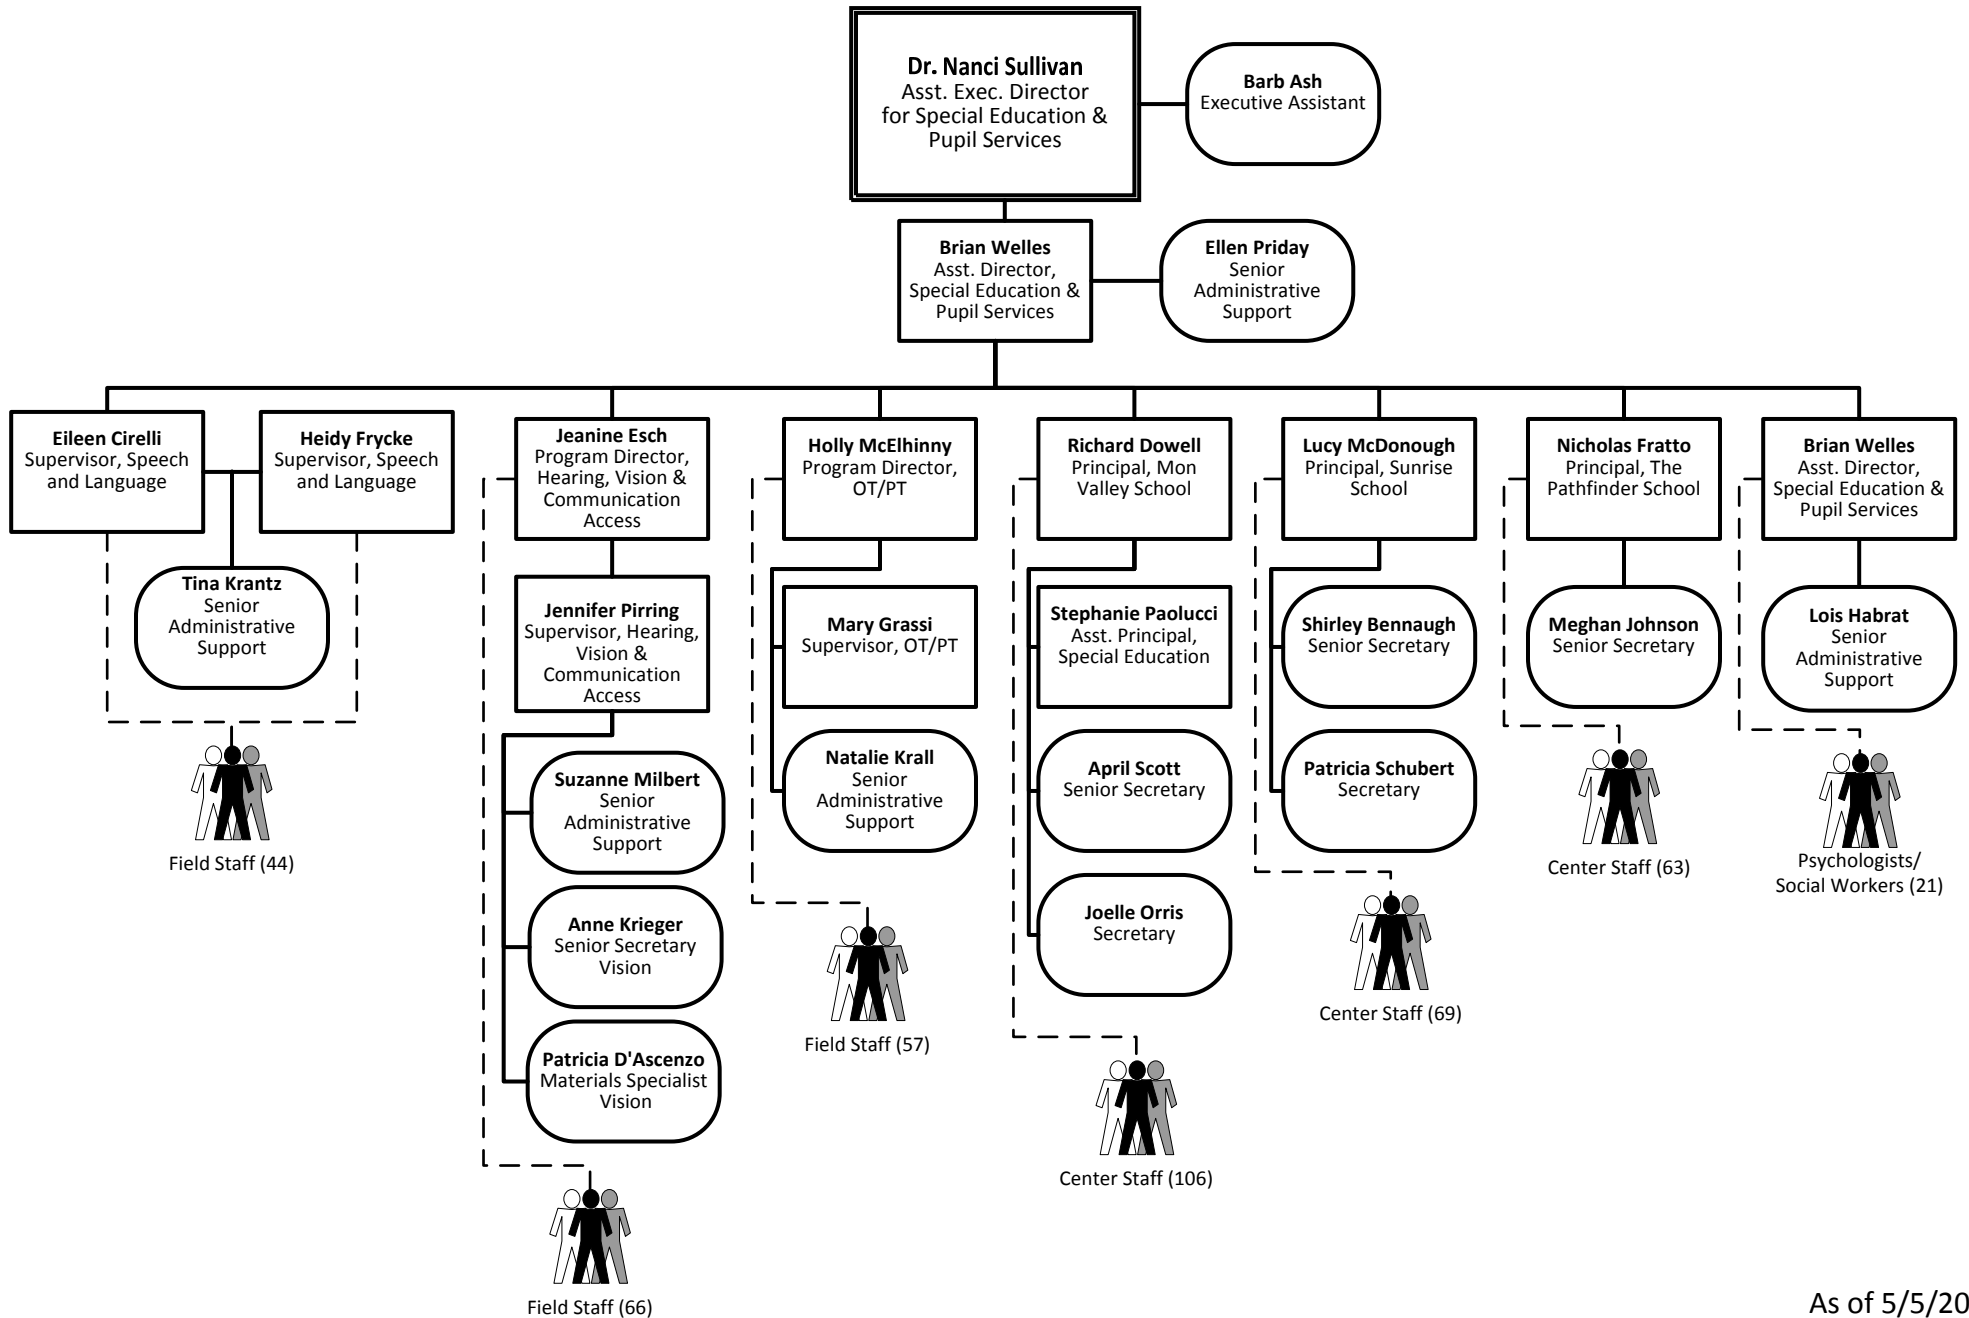 Dr. Nanci Sullivan
Asst. Exec. Director
for Special Education &
Pupil Services
Barb Ash
Executive Assistant
Brian Welles
Asst. Director,
Special Education &
Pupil Services
Ellen Priday
Senior
Administrative
Support
Eileen Cirelli
Supervisor, Speech
and Language
Heidy Frycke
Supervisor, Speech
and Language
Tina Krantz
Senior
Administrative
Support
Field Staff (44)
Jeanine Esch
Program Director,
Hearing, Vision &
Communication
Access
Jennifer Pirring
Supervisor, Hearing,
Vision &
Communication
Access
Suzanne Milbert
Senior
Administrative
Support
Anne Krieger
Senior Secretary
Vision
Patricia D'Ascenzo
Materials Specialist
Vision
Field Staff (66)
Holly McElhinny
Program Director,
OT/PT
Mary Grassi
Supervisor, OT/PT
Natalie Krall
Senior
Administrative
Support
Field Staff (57)
Richard Dowell
Principal, Mon
Valley School
Stephanie Paolucci
Asst. Principal,
Special Education
April Scott
Senior Secretary
Joelle Orris
Secretary
Center Staff (106)
Lucy McDonough
Principal, Sunrise
School
Shirley Bennaugh
Senior Secretary
Patricia Schubert
Secretary
Center Staff (69)
Nicholas Fratto
Principal, The
Pathfinder School
Meghan Johnson
Senior Secretary
Center Staff (63)
Brian Welles
Asst. Director,
Special Education &
Pupil Services
Lois Habrat
Senior
Administrative
Support
Psychologists/
Social Workers (21)
As of 5/5/20